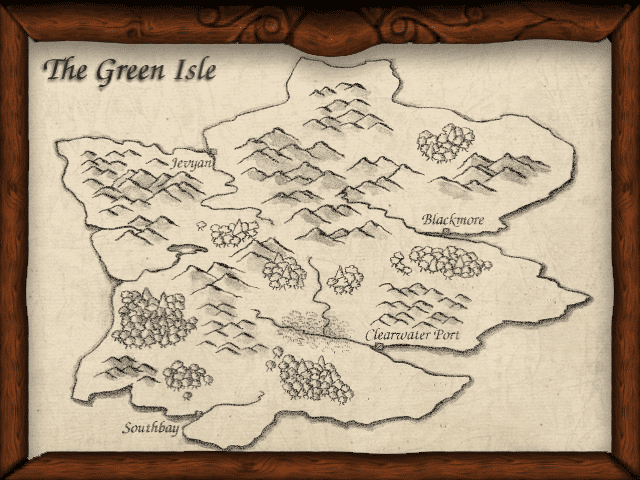 The Green Isle
Jevyan
Blackmore
Clearwater Port
Southbay